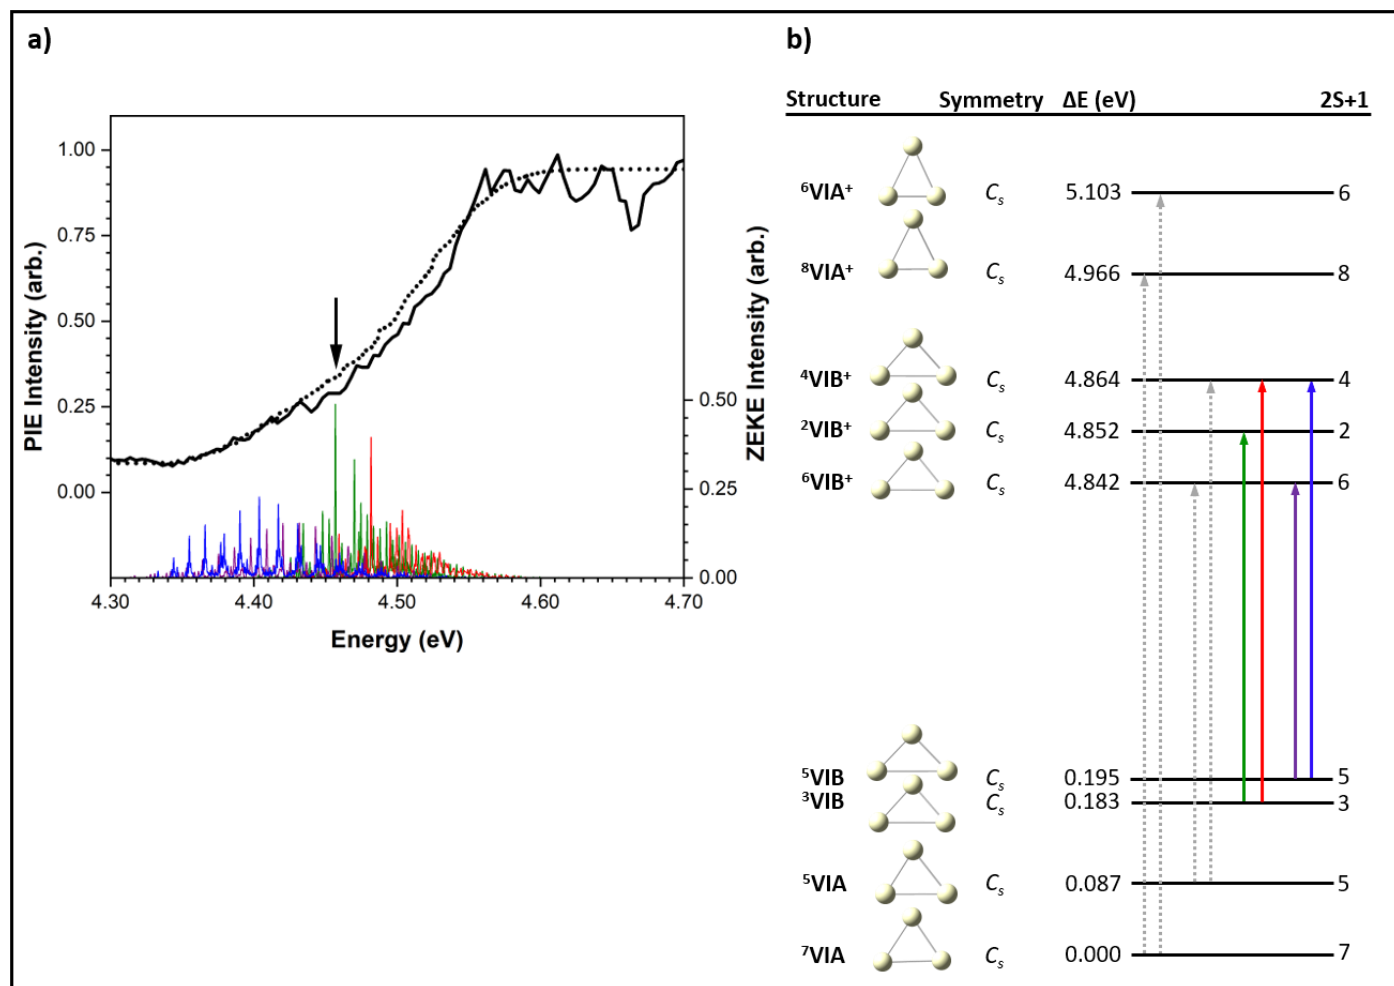 a)
PIE Intensity (arb.)
1.00
0.75
0.50
0.25
0.00
ZEKE Intensity (arb.)
0.50
0.25
0.00
4.30 4.40 4.50 4.60 4.70
Energy (eV)
b)
Structure Symmetry ΔE (eV) 2S+1
⁶VIA⁺ Cₛ 5.103 6
⁸VIA⁺ Cₛ 4.966 8
⁴VIB⁺ Cₛ 4.864 4
²VIB⁺ Cₛ 4.852 2
⁶VIB⁺ Cₛ 4.842 6
⁵VIB Cₛ 0.195 5
³VIB Cₛ 0.183 3
⁵VIA Cₛ 0.087 5
⁷VIA Cₛ 0.000 7